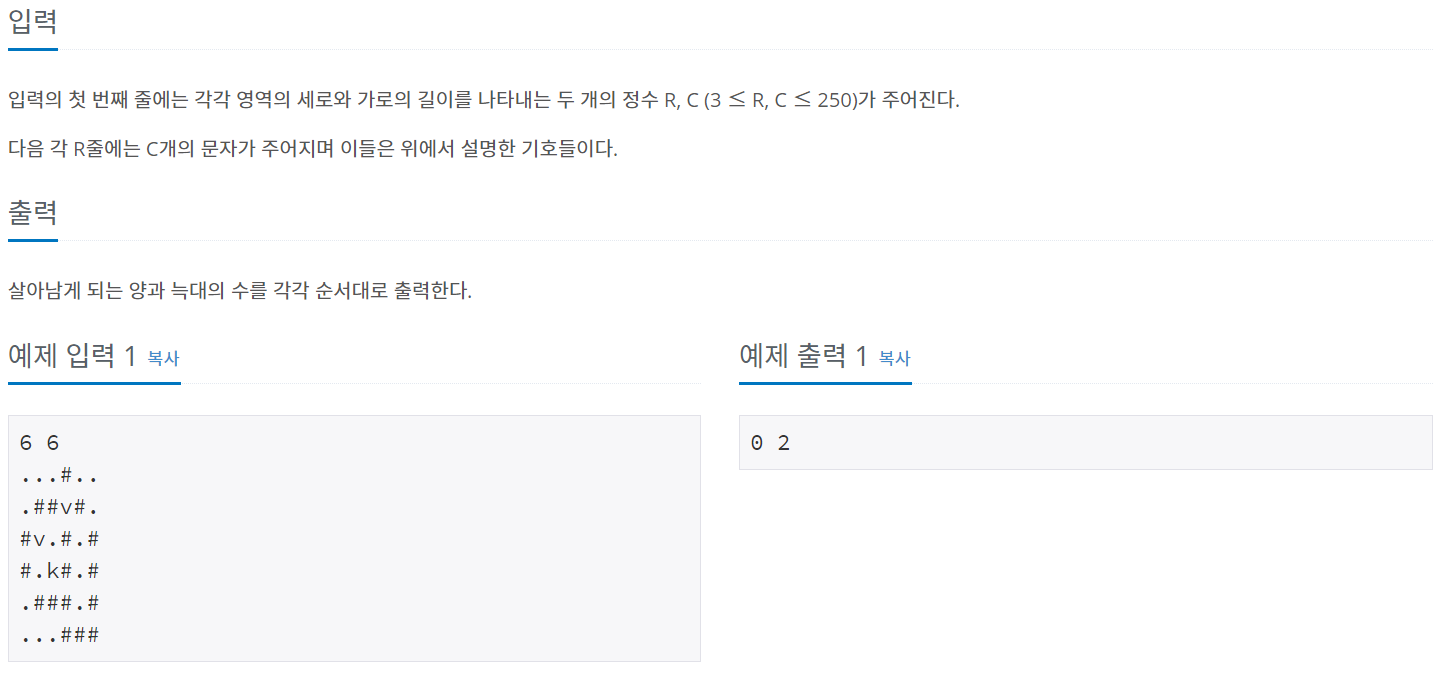 입력
입력의 첫 번째 줄에는 각각 영역의 세로와 가로의 길이를 나타내는 두 개의 정수 R, C (3 ≤ R, C ≤ 250)가 주어진다.
다음 각 R줄에는 C개의 문자가 주어지며 이들은 위에서 설명한 기호들이다.
출력
살아남게 되는 양과 늑대의 수를 각각 순서대로 출력한다.
예제 입력 1 복사
6 6
...#..
.##v#.
#v.#.#
#.k#.#
.###.#
...###
예제 출력 1 복사
0 2